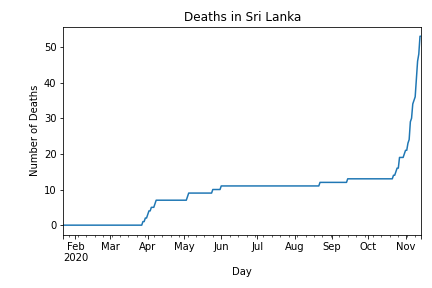 Deaths in Sri Lanka
50
40
30
20
10
0
Number of Deaths
Feb Mar Apr May Jun Jul Aug Sep Oct Nov
2020
Day